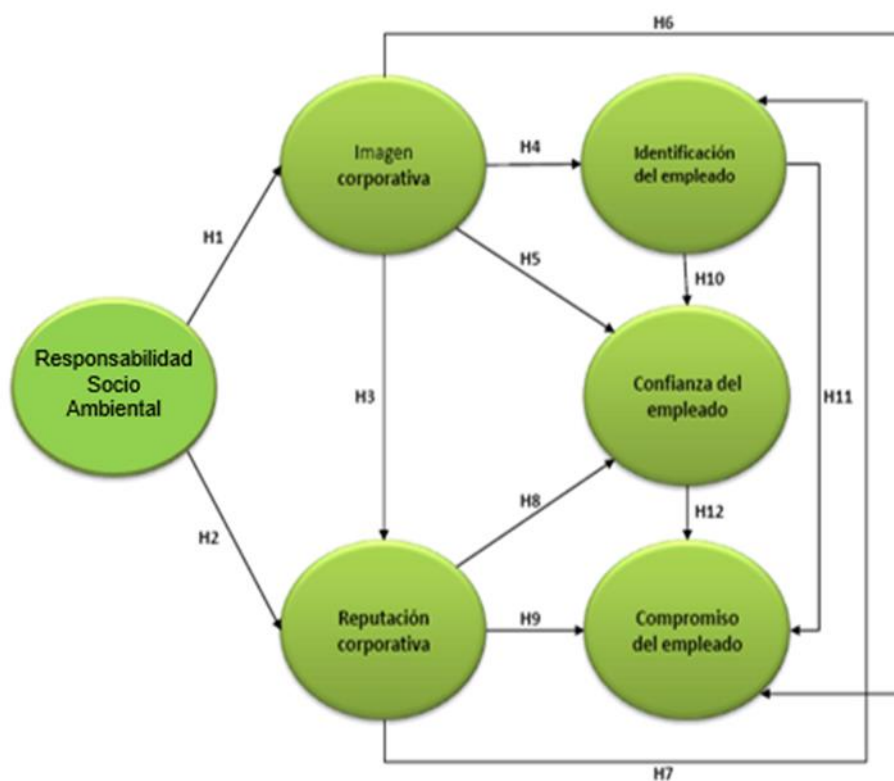 H6
Imagen
corporativa
H4
Identificación
del empleado
H1
H5
H10
Responsabilidad
Socio
Ambiental
H3
Confianza del
empleado
H11
H2
H8
H12
Reputación
corporativa
H9
Compromiso
del empleado
H7